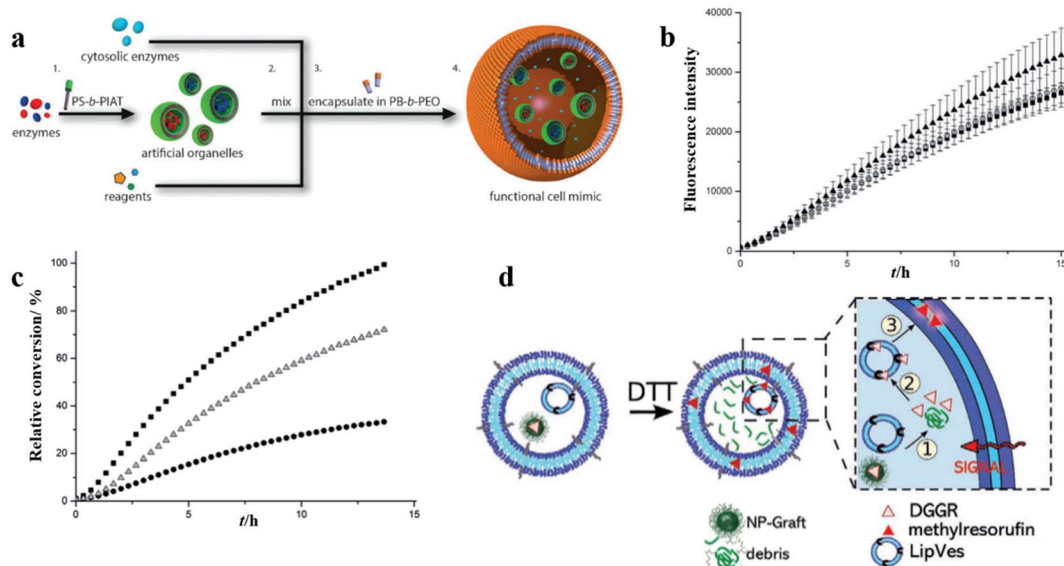 a
cytosolic enzymes
1.
2.
3.
4.
PS-b-PIAT
mix
encapsulate in PB-b-PEO
enzymes
artificial organelles
reagents
functional cell mimic
b
Fluorescence intensity
40000
30000
20000
10000
0
0
5
10
15
t/h
c
Relative conversion/ %
100
80
60
40
20
0
0
5
10
15
t/h
d
DTT
3
2
1
SIGNAL
NP-Graft
debris
DGGR
methylresorufin
LipVes